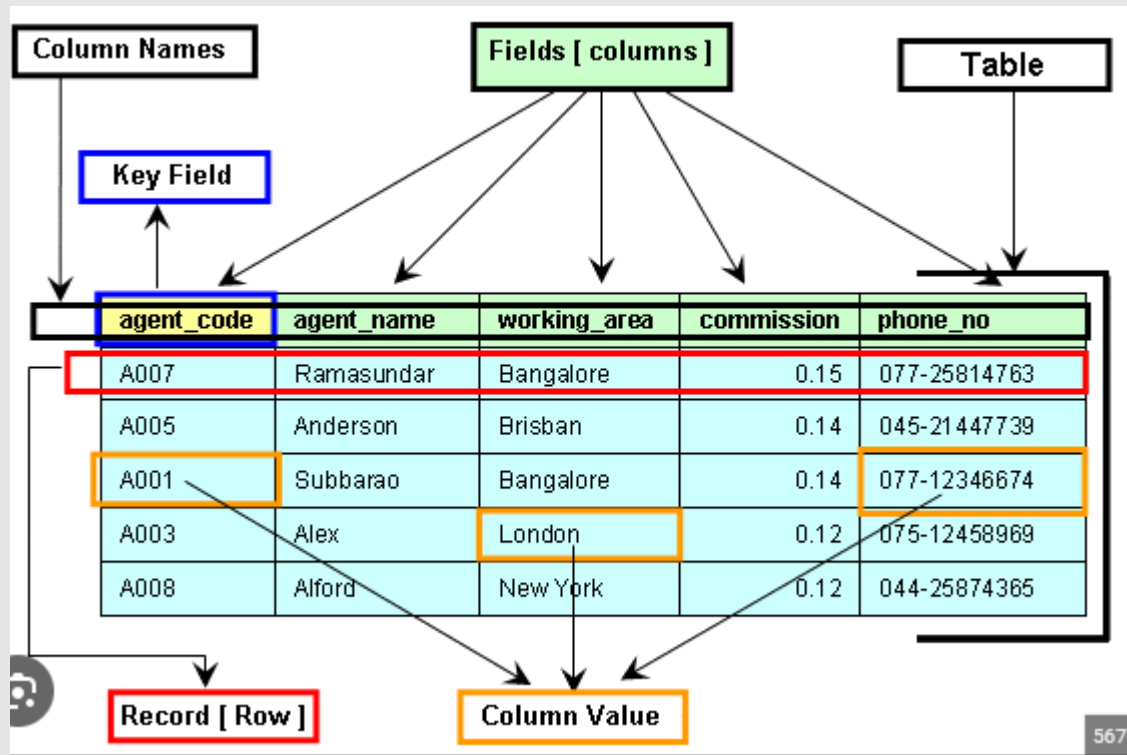 Column Names
Fields [ columns ]
Table
Key Field
agent_code agent_name working_area commission phone_no
A007 Ramasundar Bangalore 0.15 077-25814763
A005 Anderson Brisban 0.14 045-21447739
A001 Subbarao Bangalore 0.14 077-12346674
A003 Alex London 0.12 075-12458969
A008 Alford New York 0.12 044-25874365
Record [ Row ]
Column Value
567